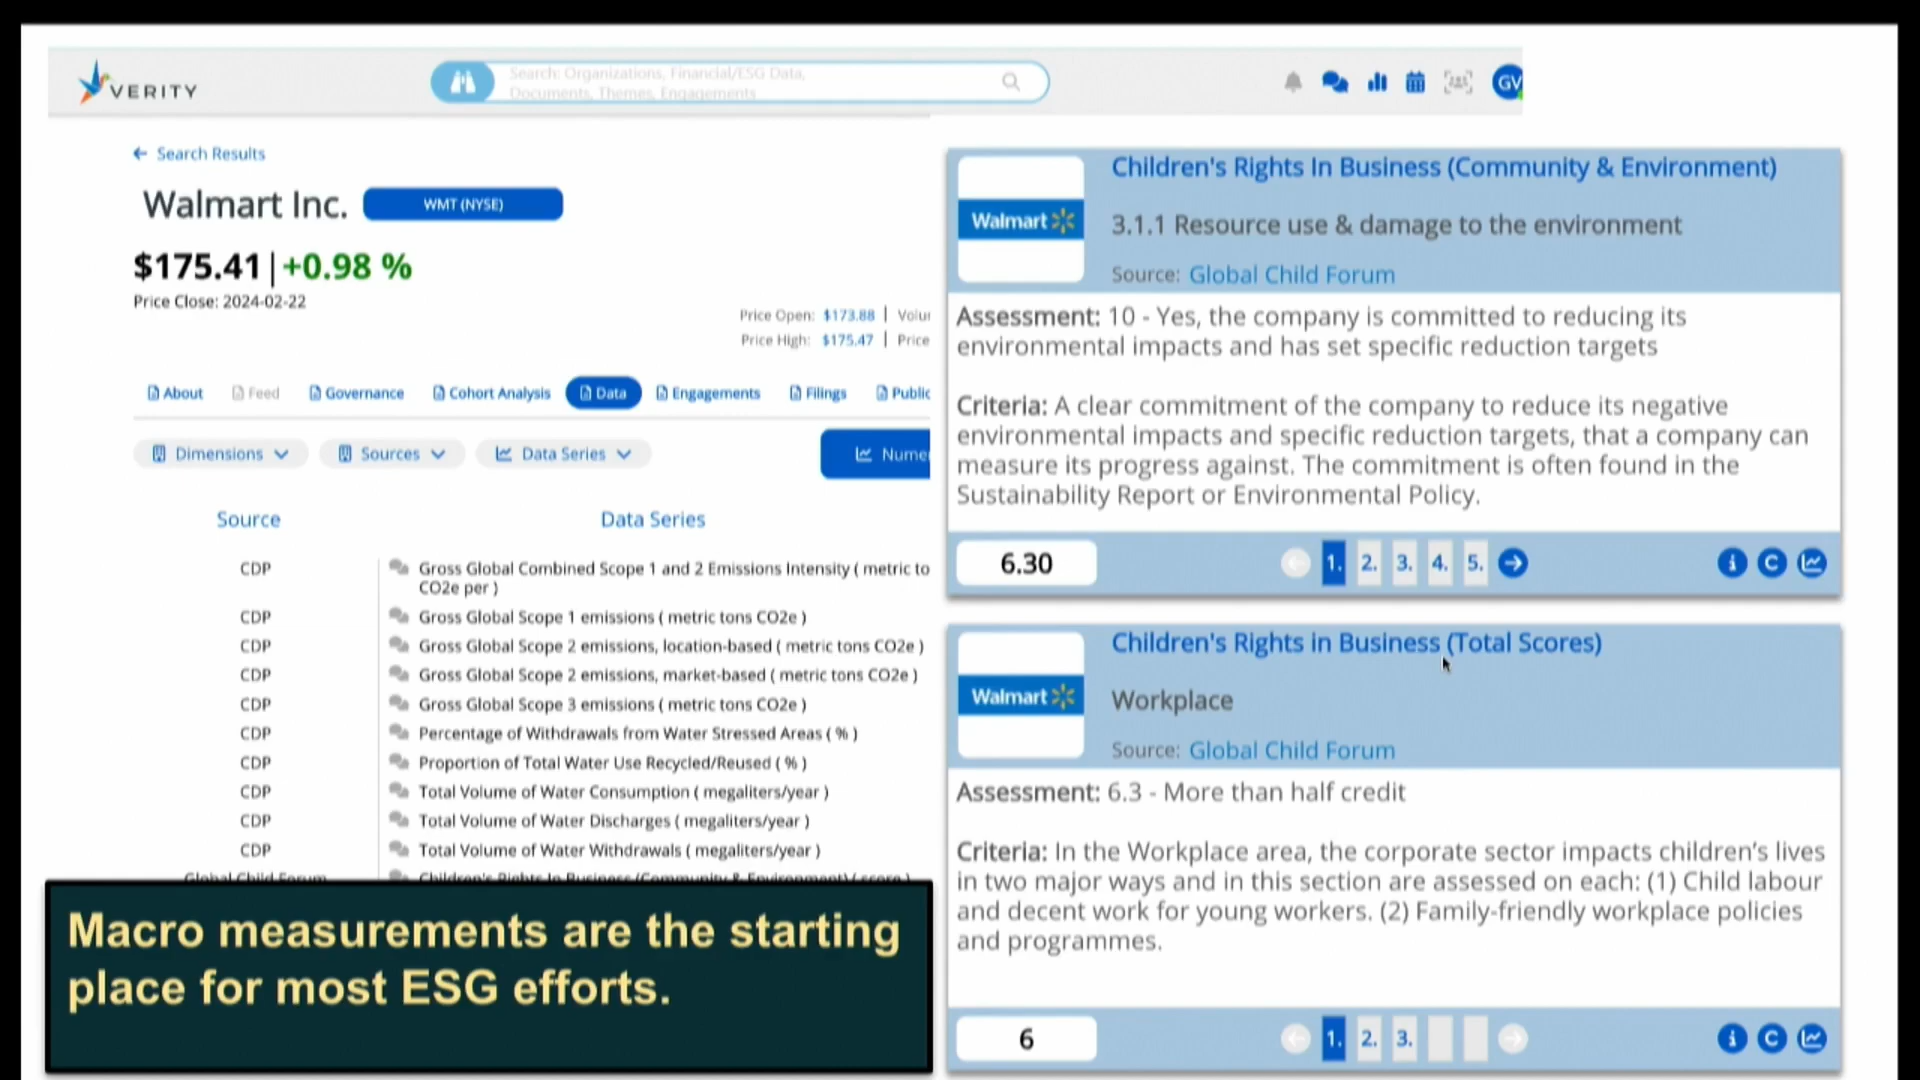 VERITY
Search: Organizations, Financial/ESG Data,
Documents, Themes, Engagements
GV
← Search Results
Walmart Inc.
WMT (NYSE)
$175.41 | +0.98 %
Price Close: 2024-02-22
Price Open: $173.88 |
Price High: $175.47 | Price
About
Feed
Governance
Cohort Analysis
Data
Engagements
Filings
Dimensions
Sources
Data Series
Source
Data Series
CDP
Gross Global Combined Scope 1 and 2 Emissions Intensity ( metric to
CO2e per )
CDP
Gross Global Scope 1 emissions ( metric tons CO2e )
CDP
Gross Global Scope 2 emissions, location-based ( metric tons CO2e )
CDP
Gross Global Scope 2 emissions, market-based ( metric tons CO2e )
CDP
Gross Global Scope 3 emissions ( metric tons CO2e )
CDP
Percentage of Withdrawals from Water Stressed Areas ( % )
CDP
Proportion of Total Water Use Recycled/Reused ( % )
CDP
Total Volume of Water Consumption ( megaliters/year )
CDP
Total Volume of Water Discharges ( megaliters/year )
CDP
Total Volume of Water Withdrawals ( megaliters/year )
Global Child Forum
Children's Rights In Business (Community & Environment) ( score )
Macro measurements are the starting
place for most ESG efforts.
Walmart
Children's Rights In Business (Community & Environment)
3.1.1 Resource use & damage to the environment
Source: Global Child Forum
Assessment: 10 - Yes, the company is committed to reducing its
environmental impacts and has set specific reduction targets
Criteria: A clear commitment of the company to reduce its negative
environmental impacts and specific reduction targets, that a company can
measure its progress against. The commitment is often found in the
Sustainability Report or Environmental Policy.
6.30
1. 2. 3. 4. 5.
i C
Walmart
Children's Rights in Business (Total Scores)
Workplace
Source: Global Child Forum
Assessment: 6.3 - More than half credit
Criteria: In the Workplace area, the corporate sector impacts children's lives
in two major ways and in this section are assessed on each: (1) Child labour
and decent work for young workers. (2) Family-friendly workplace policies
and programmes.
6
1. 2. 3.
i C